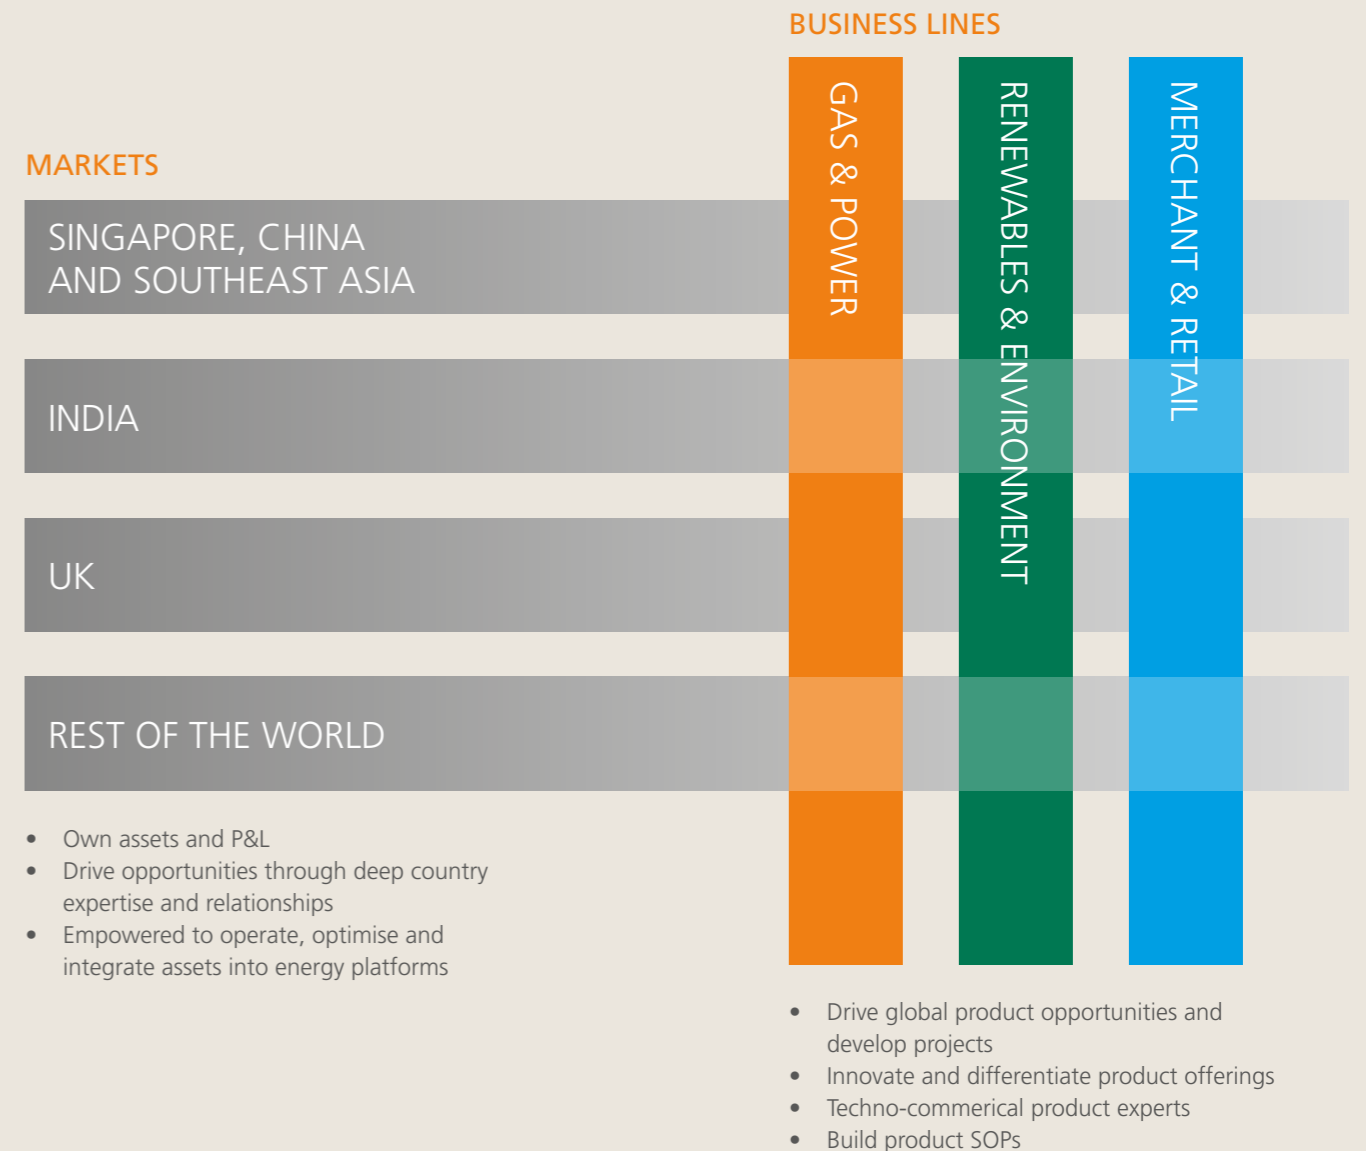 BUSINESS LINES
GAS & POWER
RENEWABLES & ENVIRONMENT
MERCHANT & RETAIL
MARKETS
SINGAPORE, CHINA
AND SOUTHEAST ASIA
INDIA
UK
REST OF THE WORLD
• Own assets and P&L
• Drive opportunities through deep country
expertise and relationships
• Empowered to operate, optimise and
integrate assets into energy platforms
• Drive global product opportunities and
develop projects
• Innovate and differentiate product offerings
• Techno-commerical product experts
• Build product SOPs